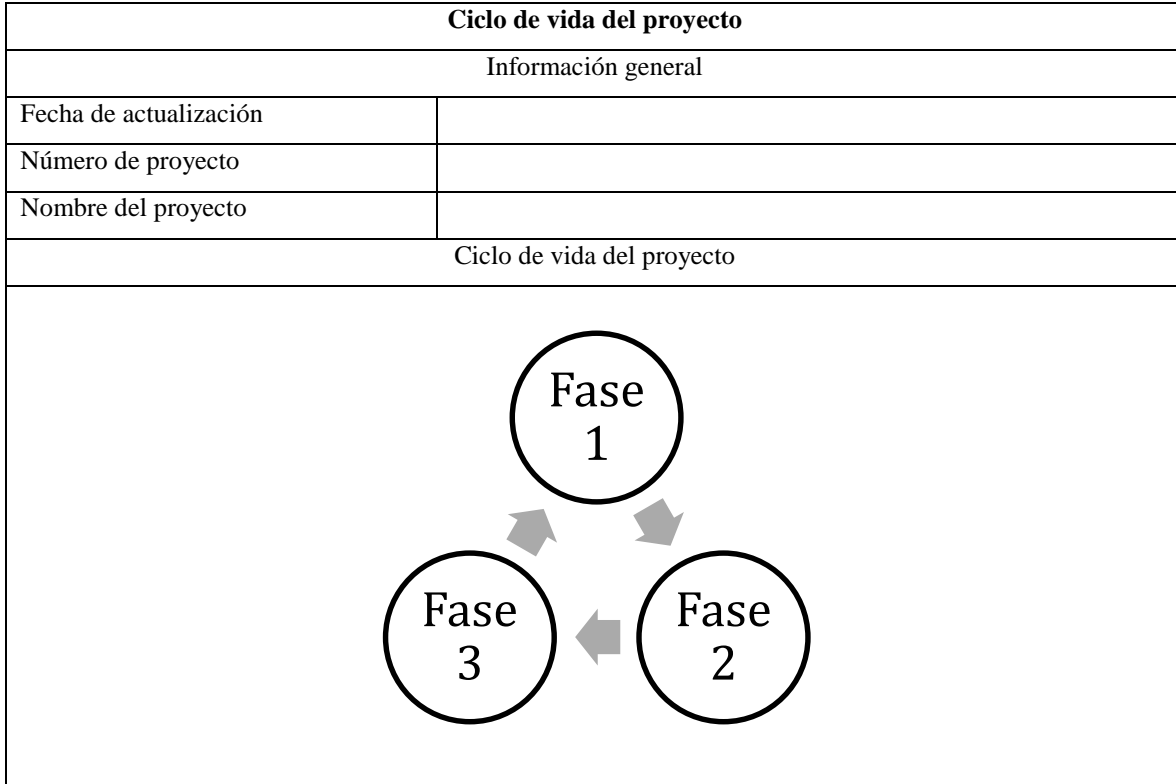 Ciclo de vida del proyecto
Información general
Fecha de actualización
Número de proyecto
Nombre del proyecto
Ciclo de vida del proyecto
Fase
1
Fase
3
Fase
2